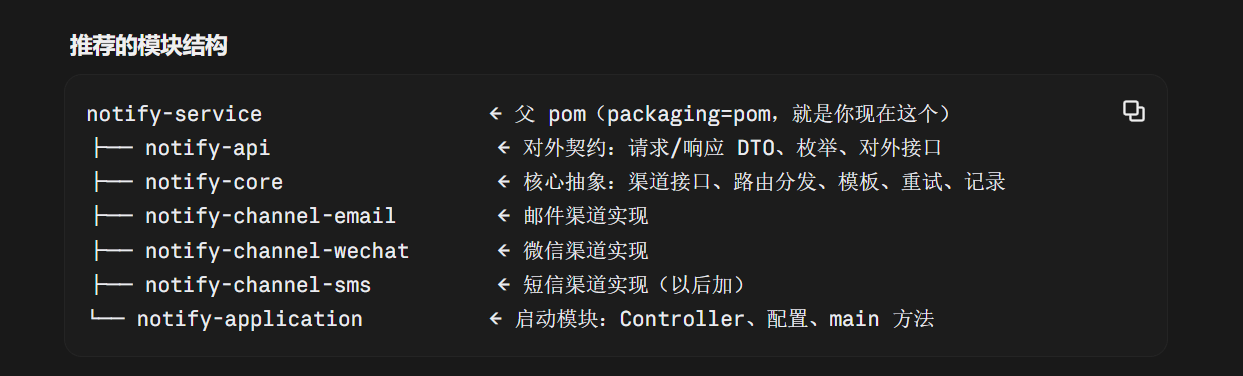 推荐的模块结构
notify-service ← 父 pom（packaging=pom，就是你现在这个）
├── notify-api ← 对外契约：请求/响应 DTO、枚举、对外接口
├── notify-core ← 核心抽象：渠道接口、路由分发、模板、重试、记录
├── notify-channel-email ← 邮件渠道实现
├── notify-channel-wechat ← 微信渠道实现
├── notify-channel-sms ← 短信渠道实现（以后加）
└── notify-application ← 启动模块：Controller、配置、main 方法